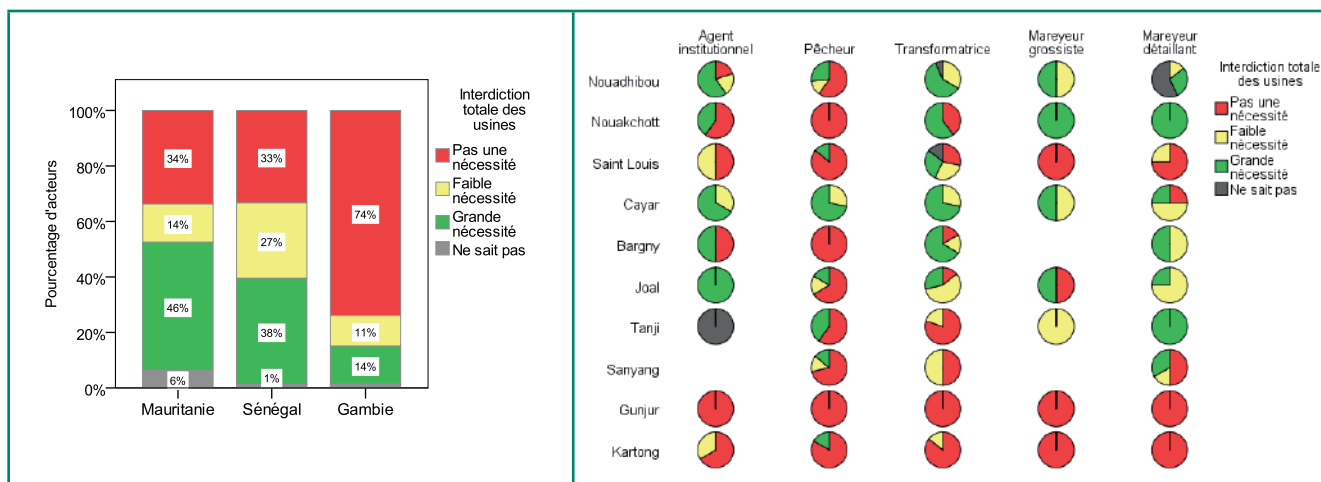 Interdiction
totale des
usines
Pas une
nécessité
Faible
nécessité
Grande
nécessité
Ne sait pas
Pourcentage d'acteurs
100%
80%
60%
40%
20%
0%
34%
14%
46%
6%
33%
27%
38%
1%
74%
11%
14%
Mauritanie
Sénégal
Gambie
Agent
institutionnel
Pêcheur
Transformatrice
Mareyeur
grossiste
Mareyeur
détaillant
Nouadhibou
Nouakchott
Saint Louis
Cayar
Bargny
Joal
Tanji
Sanyang
Gunjur
Kartong
Interdiction totale
des usines
Pas une
nécessité
Faible
nécessité
Grande
nécessité
Ne sait pas